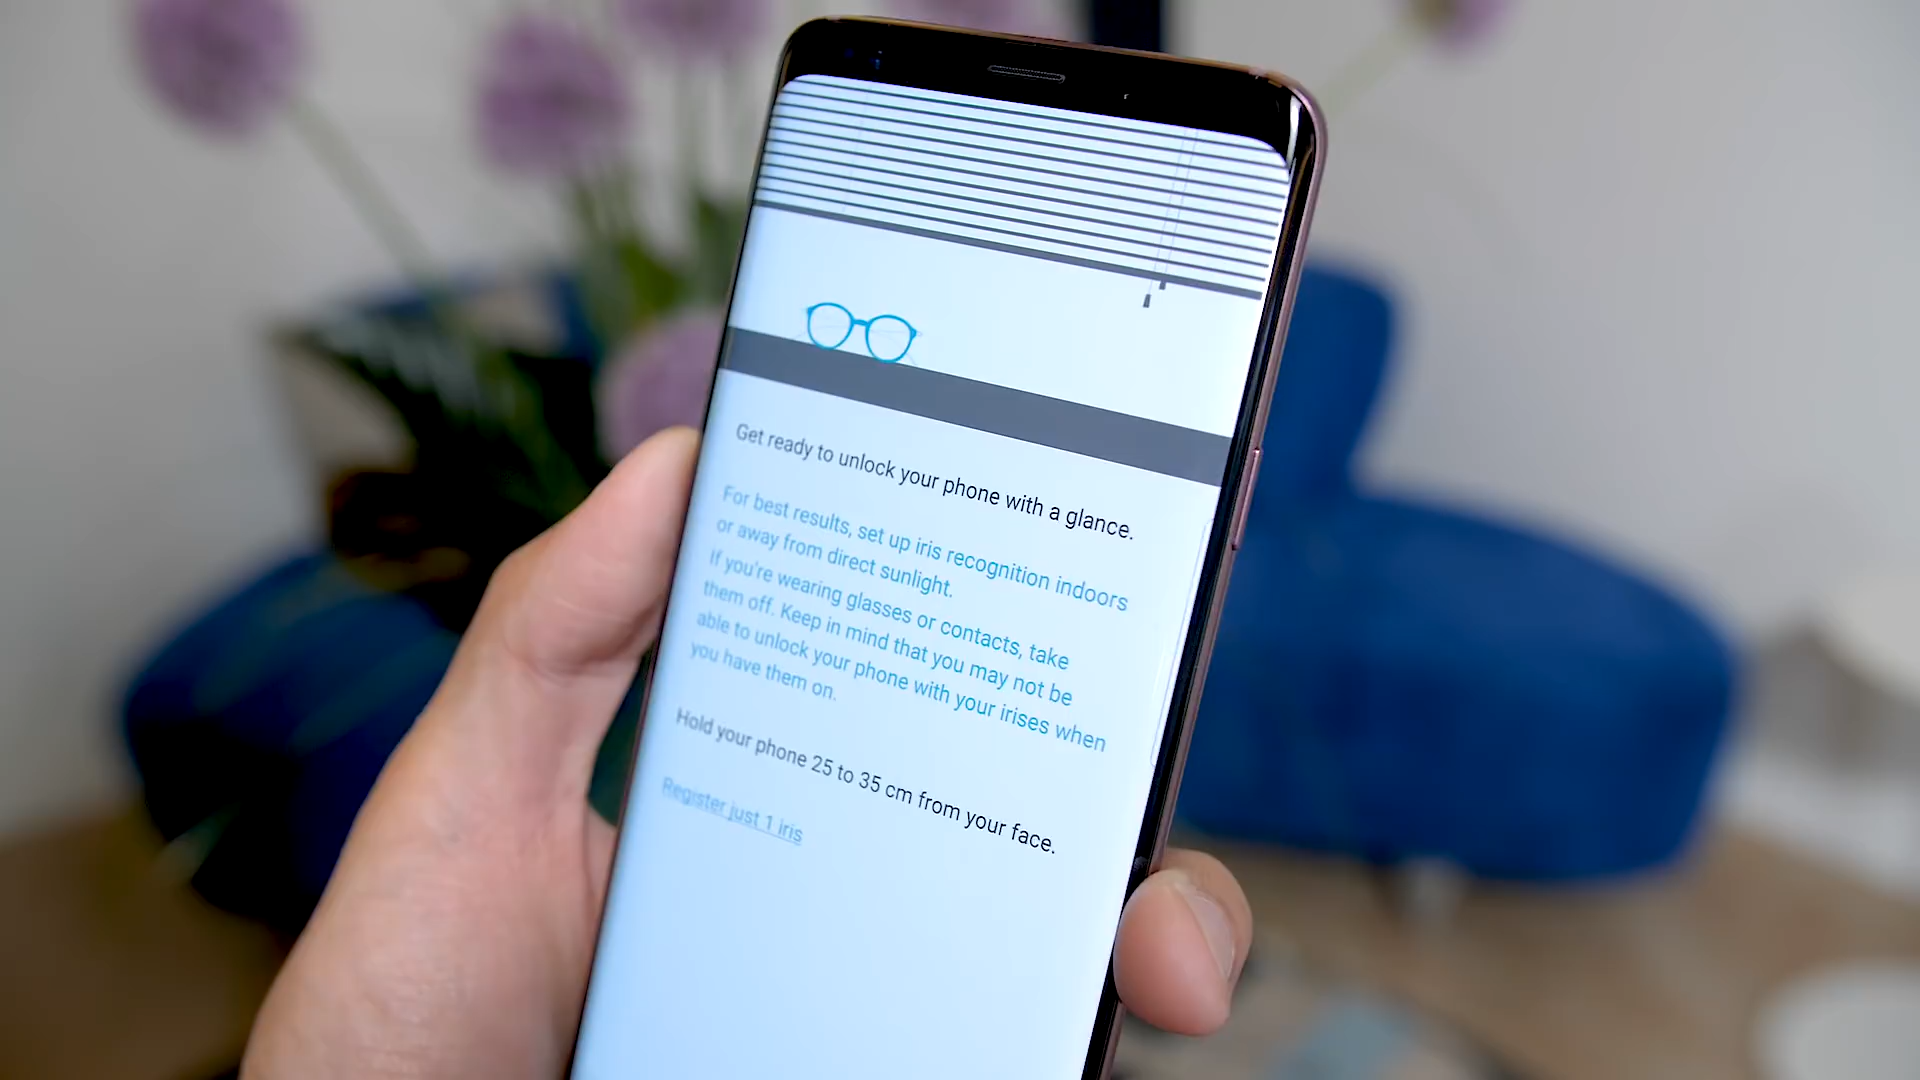 Get ready to unlock your phone with a glance.
For best results, set up iris recognition indoors
or away from direct sunlight.
If you're wearing glasses or contacts, take
them off. Keep in mind that you may not be
able to unlock your phone with your irises when
you have them on.
Hold your phone 25 to 35 cm from your face.
Register just 1 iris